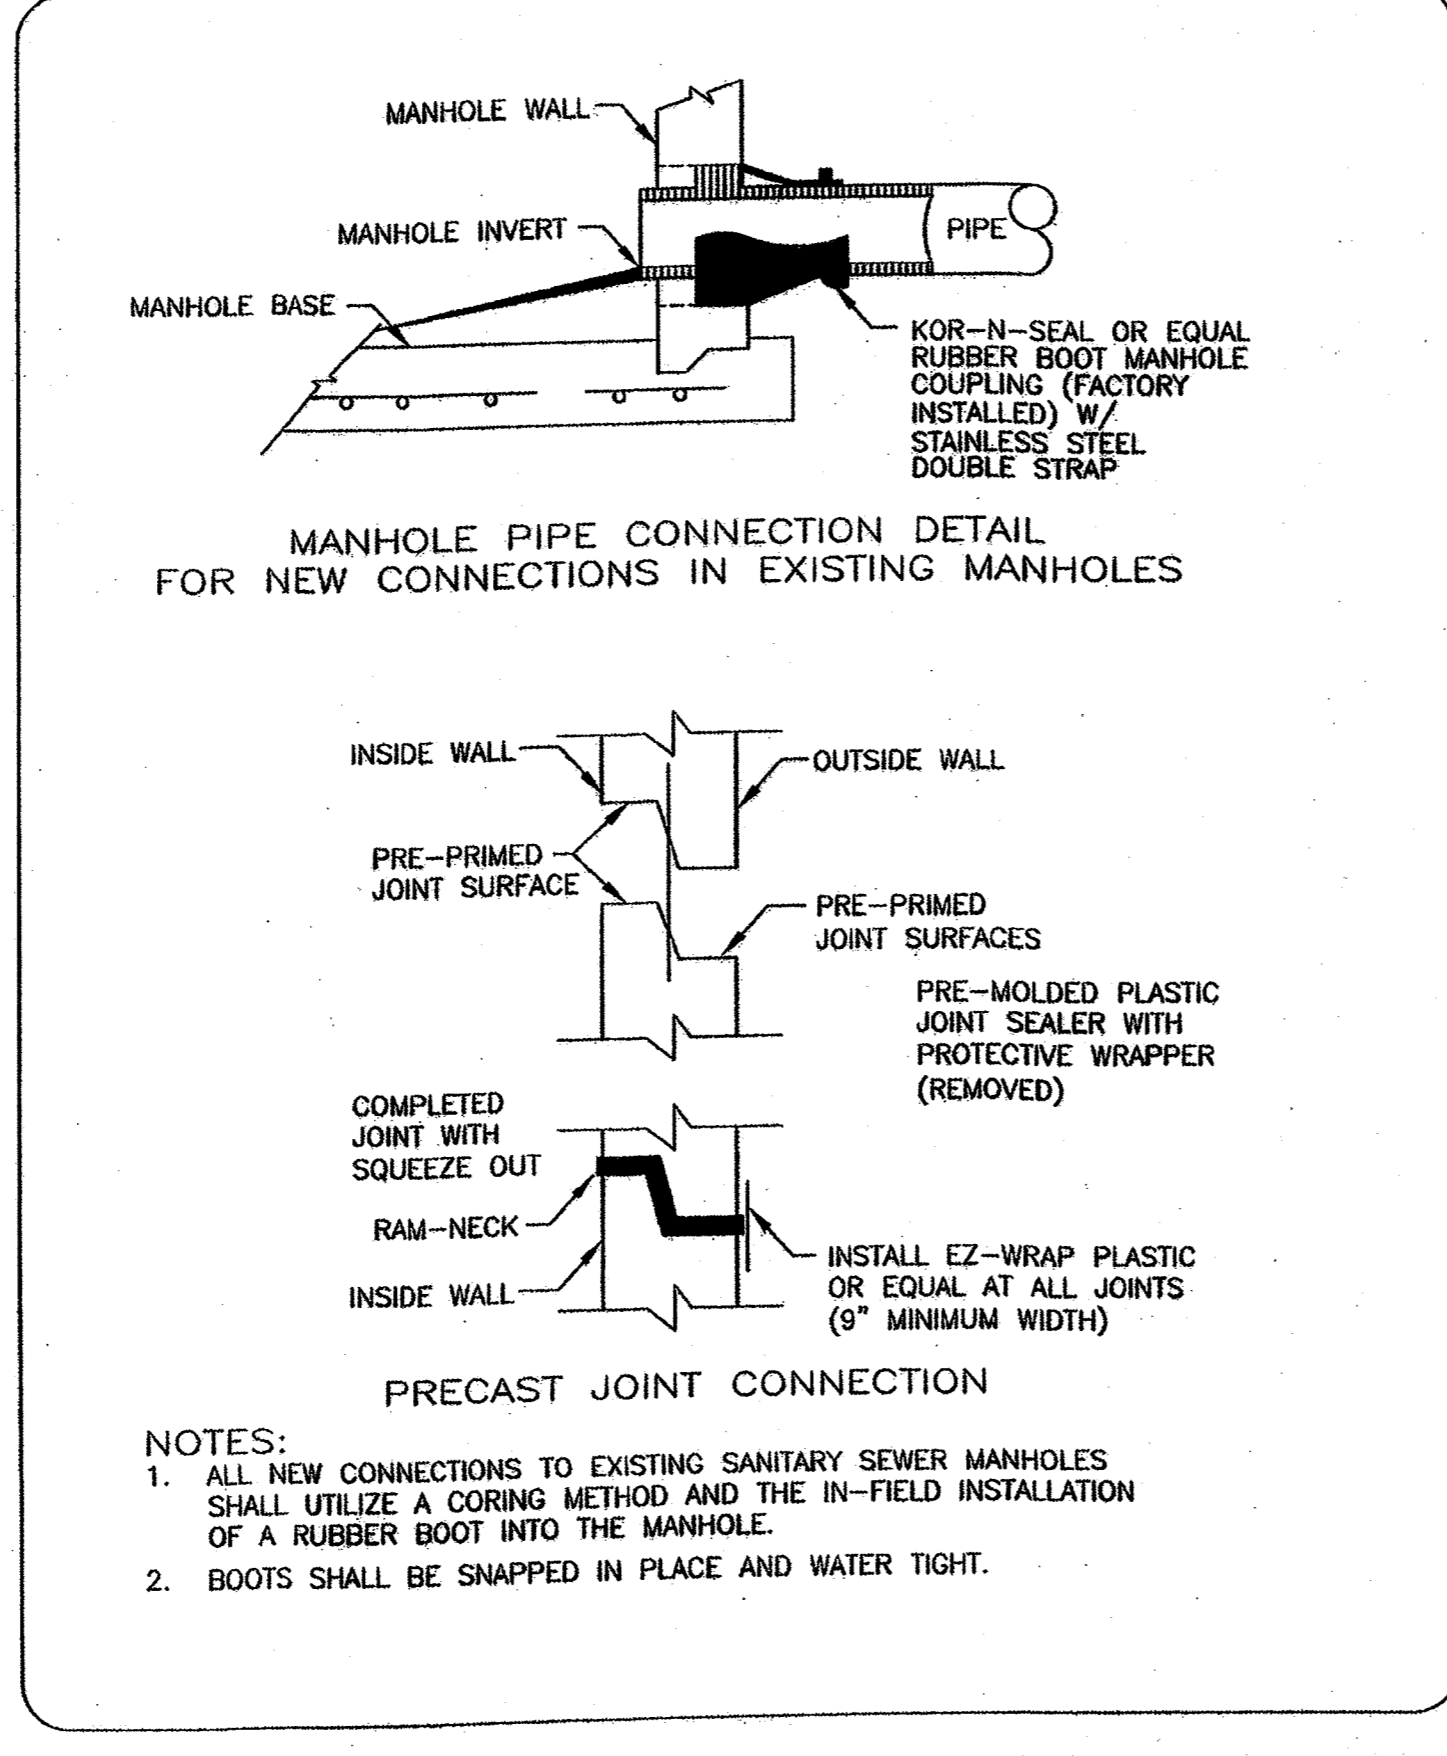 MANHOLE WALL
MANHOLE INVERT
PIPE
MANHOLE BASE
KOR-N-SEAL OR EQUAL
RUBBER BOOT MANHOLE
COUPLING (FACTORY
INSTALLED) W/
STAINLESS STEEL
DOUBLE STRAP
MANHOLE PIPE CONNECTION DETAIL
FOR NEW CONNECTIONS IN EXISTING MANHOLES
INSIDE WALL
OUTSIDE WALL
PRE-PRIMED
JOINT SURFACE
PRE-PRIMED
JOINT SURFACES
PRE-MOLDED PLASTIC
JOINT SEALER WITH
PROTECTIVE WRAPPER
(REMOVED)
COMPLETED
JOINT WITH
SQUEEZE OUT
RAM-NECK
INSIDE WALL
INSTALL EZ-WRAP PLASTIC
OR EQUAL AT ALL JOINTS
(9" MINIMUM WIDTH)
PRECAST JOINT CONNECTION
NOTES:
1. ALL NEW CONNECTIONS TO EXISTING SANITARY SEWER MANHOLES
SHALL UTILIZE A CORING METHOD AND THE IN-FIELD INSTALLATION
OF A RUBBER BOOT INTO THE MANHOLE.
2. BOOTS SHALL BE SNAPPED IN PLACE AND WATER TIGHT.